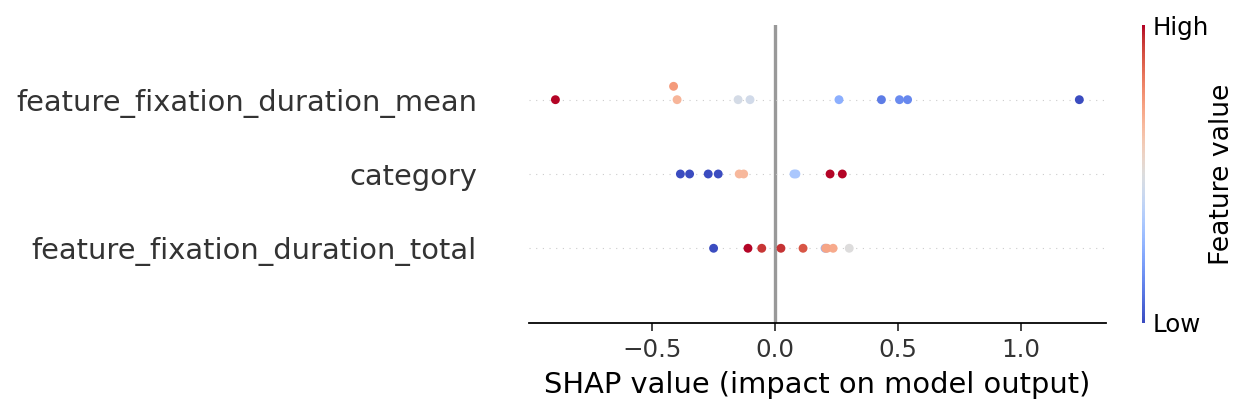 High
feature_fixation_duration_mean
category
feature_fixation_duration_total
Feature value
Low
−0.5 0.0 0.5 1.0
SHAP value (impact on model output)